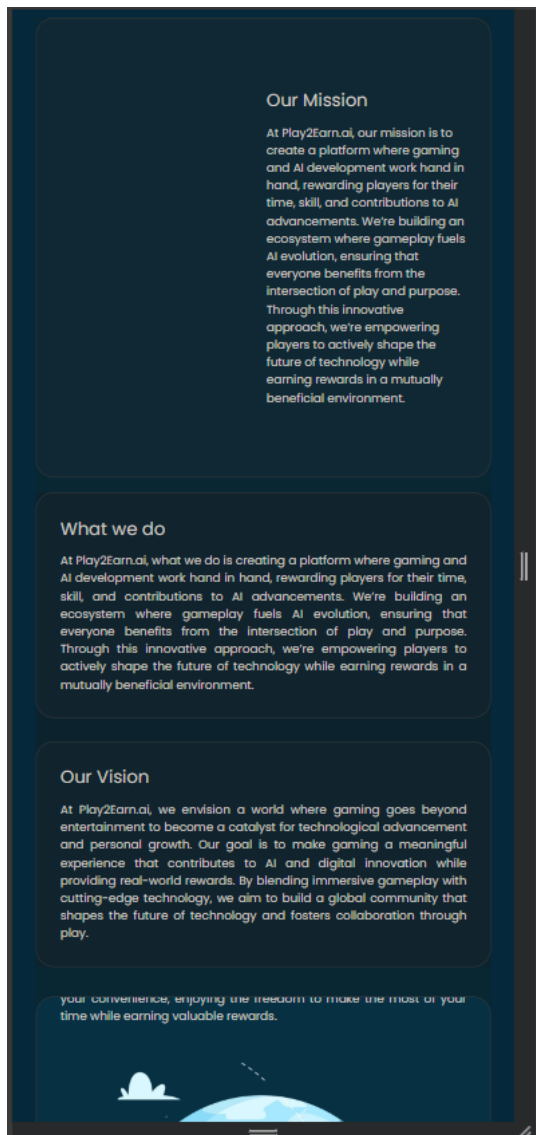 Our Mission
At Play2Earn.ai, our mission is to
create a platform where gaming
and AI development work hand in
hand, rewarding players for their
time, skill, and contributions to AI
advancements. We're building an
ecosystem where gameplay fuels
AI evolution, ensuring that
everyone benefits from the
intersection of play and purpose.
Through this innovative
approach, we're empowering
players to actively shape the
future of technology while
earning rewards in a mutually
beneficial environment.
What we do
At Play2Earn.ai, what we do is creating a platform where gaming and
AI development work hand in hand, rewarding players for their time,
skill, and contributions to AI advancements. We're building an
ecosystem where gameplay fuels AI evolution, ensuring that
everyone benefits from the intersection of play and purpose.
Through this innovative approach, we're empowering players to
actively shape the future of technology while earning rewards in a
mutually beneficial environment.
Our Vision
At Play2Earn.ai, we envision a world where gaming goes beyond
entertainment to become a catalyst for technological advancement
and personal growth. Our goal is to make gaming a meaningful
experience that contributes to AI and digital innovation while
providing real-world rewards. By blending immersive gameplay with
cutting-edge technology, we aim to build a global community that
shapes the future of technology and fosters collaboration through
play.
your convenience, enjoying the freedom to make the most of your
time while earning valuable rewards.